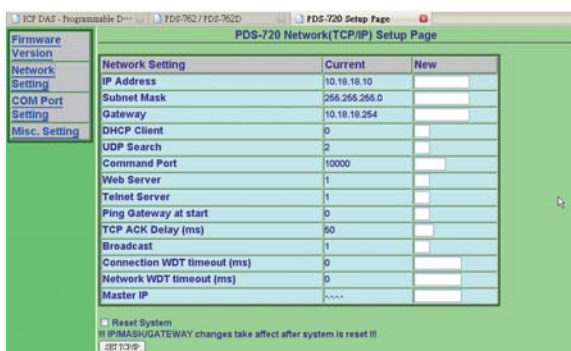 ICP DAS - Programmable D⋯
PDS-762 / PDS-762D
PDS-720 Setup Page
Firmware
Version
Network
Setting
COM Port
Setting
Misc. Setting
PDS-720 Network(TCP/IP) Setup Page
Network Setting Current New
IP Address 10.18.18.10
Subnet Mask 255.255.255.0
Gateway 10.18.18.254
DHCP Client 0
UDP Search 2
Command Port 10000
Web Server 1
Telnet Server 1
Ping Gateway at start 0
TCP ACK Delay (ms) 50
Broadcast 1
Connection WDT timeout (ms) 0
Network WDT timeout (ms) 0
Master IP -.-.-.-
Reset System
!!! IP/MASK/GATEWAY changes take affect after system is reset !!!
SET TCP/IP